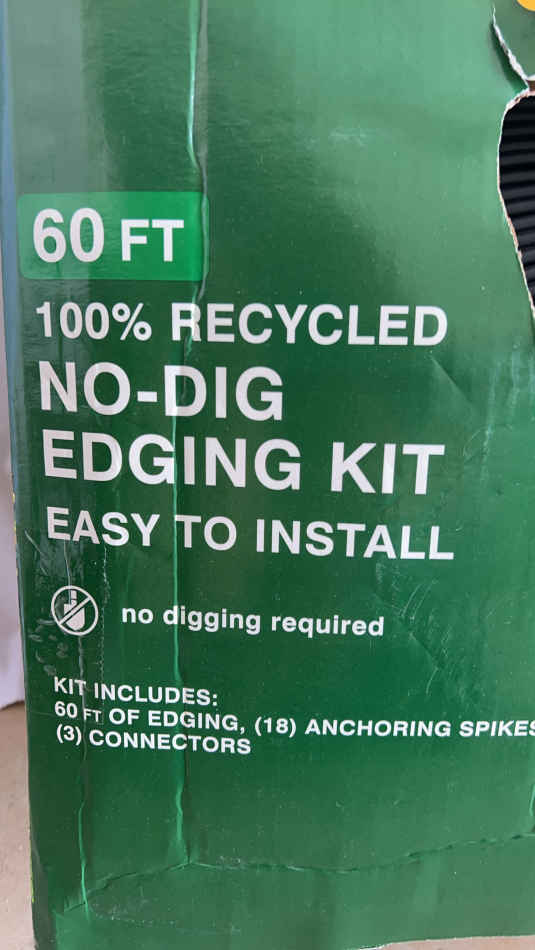 60 FT
100% RECYCLED
NO-DIG
EDGING KIT
EASY TO INSTALL
no digging required
KIT INCLUDES:
60 FT OF EDGING, (18) ANCHORING SPIKES
(3) CONNECTORS